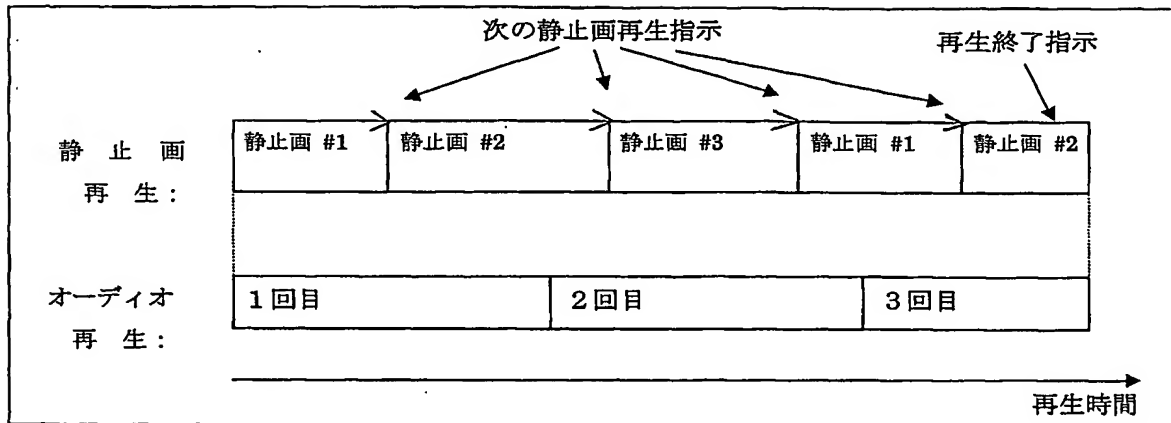 次の静止画再生指示
再生終了指示
静 止 画
再 生：
静止画 #1
静止画 #2
静止画 #3
静止画 #1
静止画 #2
オーディオ
再 生：
1回目
2回目
3回目
再生時間